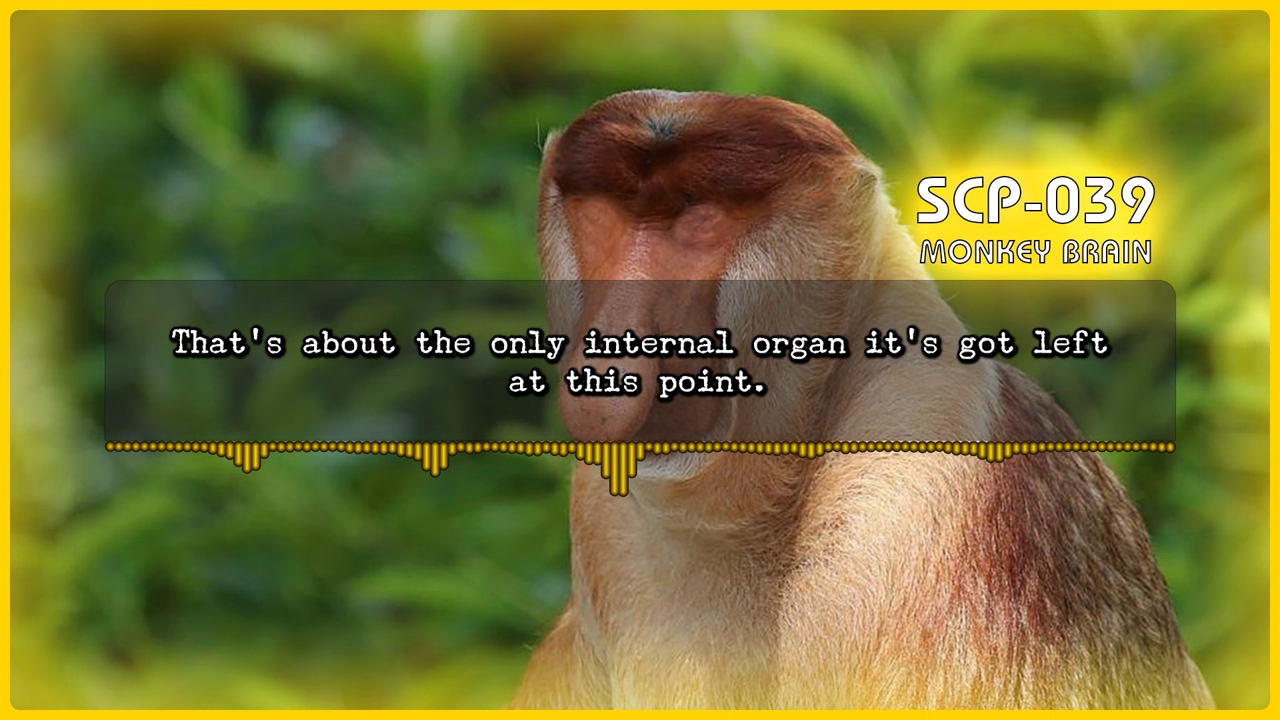 SCP-039
MONKEY BRAIN
That's about the only internal organ it's got left
at this point.